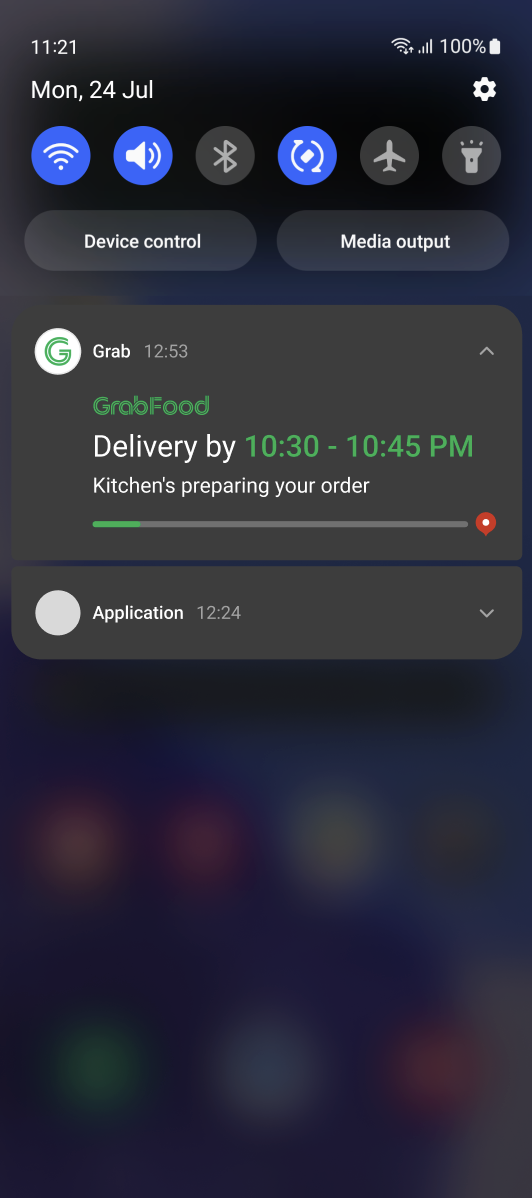 11:21 100%
Mon, 24 Jul
Device control Media output
Grab 12:53
GrabFood
Delivery by 10:30 - 10:45 PM
Kitchen's preparing your order
Application 12:24